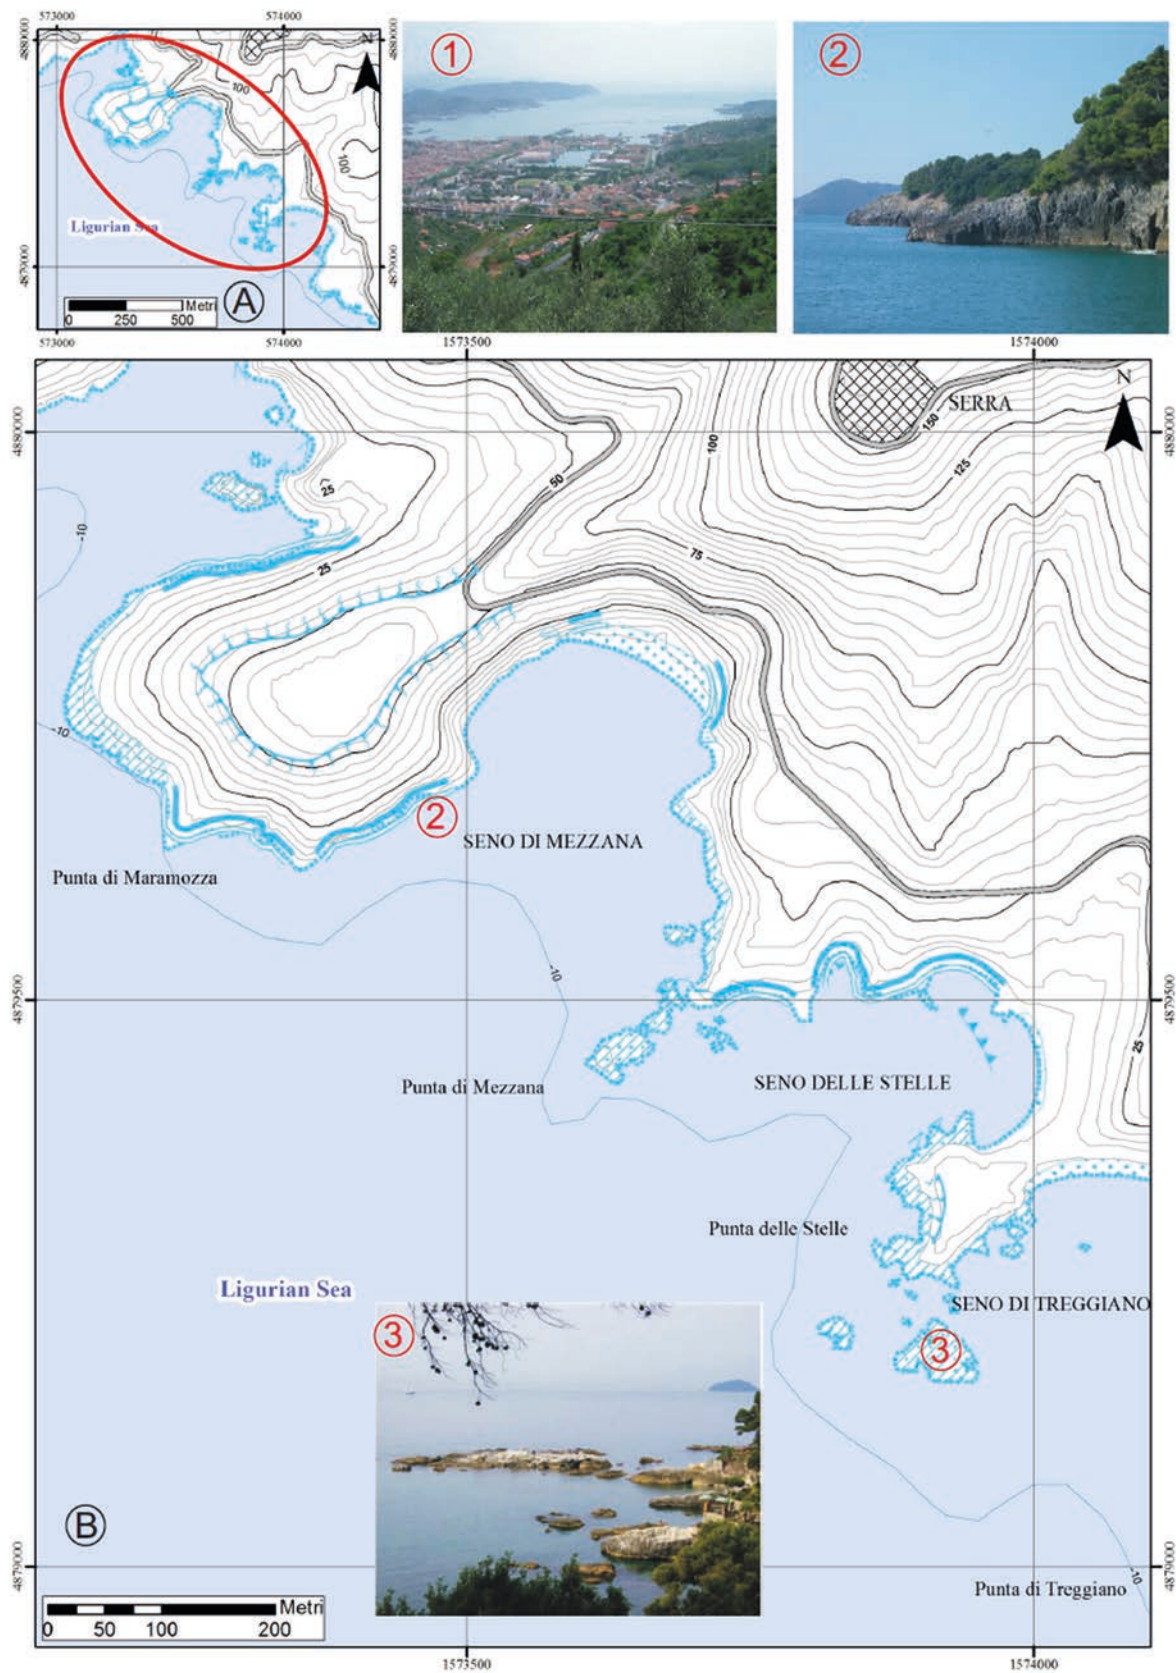 573000
574000
4880000
4880000
N
100
100
Ligurian Sea
4879000
4879000
Metri
0 250 500
A
573000
574000
1
2
1573500
1574000
N
SERRA
150
4880000
4880000
100
125
50
25
-10
75
25
-10
2
SENO DI MEZZANA
Punta di Maramozza
-10
4879500
4879500
25
Punta di Mezzana
SENO DELLE STELLE
Punta delle Stelle
Ligurian Sea
SENO DI TREGGIANO
3
3
B
4879000
4879000
-10
Punta di Treggiano
Metri
0 50 100 200
1573500
1574000